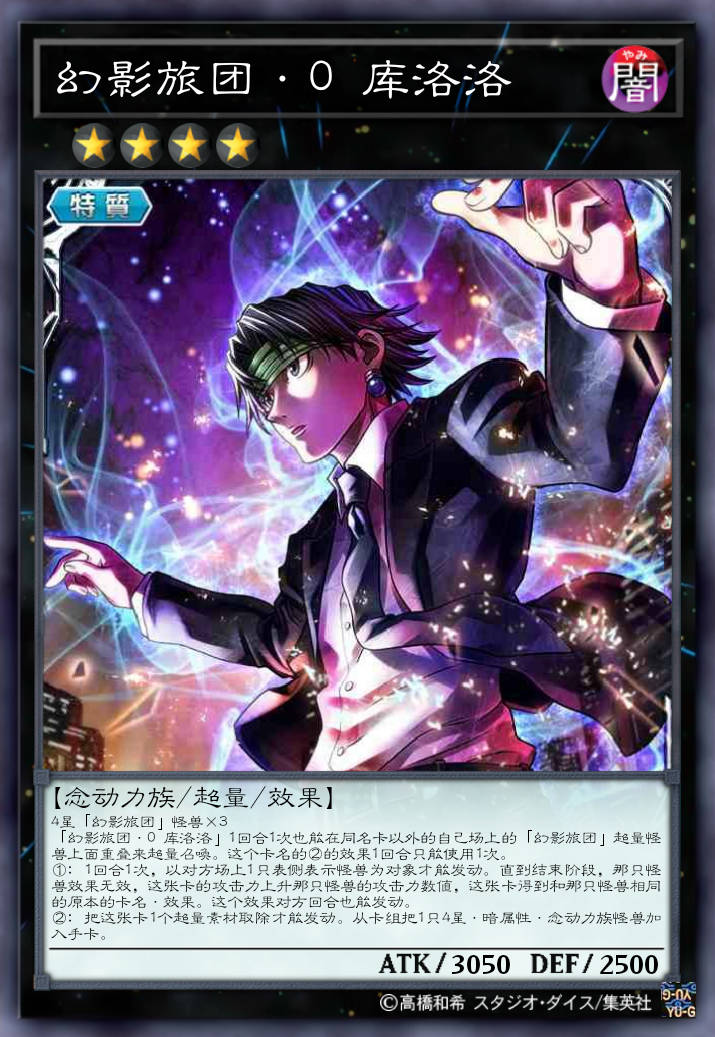 幻影旅团·0 库洛洛
やみ
闇
特質
【念动力族/超量/效果】
4星「幻影旅团」怪兽×3
「幻影旅团·0 库洛洛」1回合1次也能在同名卡以外的自己场上的「幻影旅团」超量怪
兽上面重叠来超量召唤。这个卡名的②的效果1回合只能使用1次。
①：1回合1次，以对方场上1只表侧表示怪兽为对象才能发动。直到结束阶段，那只怪
兽效果无效，这张卡的攻击力上升那只怪兽的攻击力数值，这张卡得到和那只怪兽相同
的原本的卡名·效果。这个效果对方回合也能发动。
②：把这张卡1个超量素材取除才能发动。从卡组把1只4星·暗属性·念动力族怪兽加
入手卡。
ATK/3050 DEF/2500
©高橋和希 スタジオ·ダイス/集英社